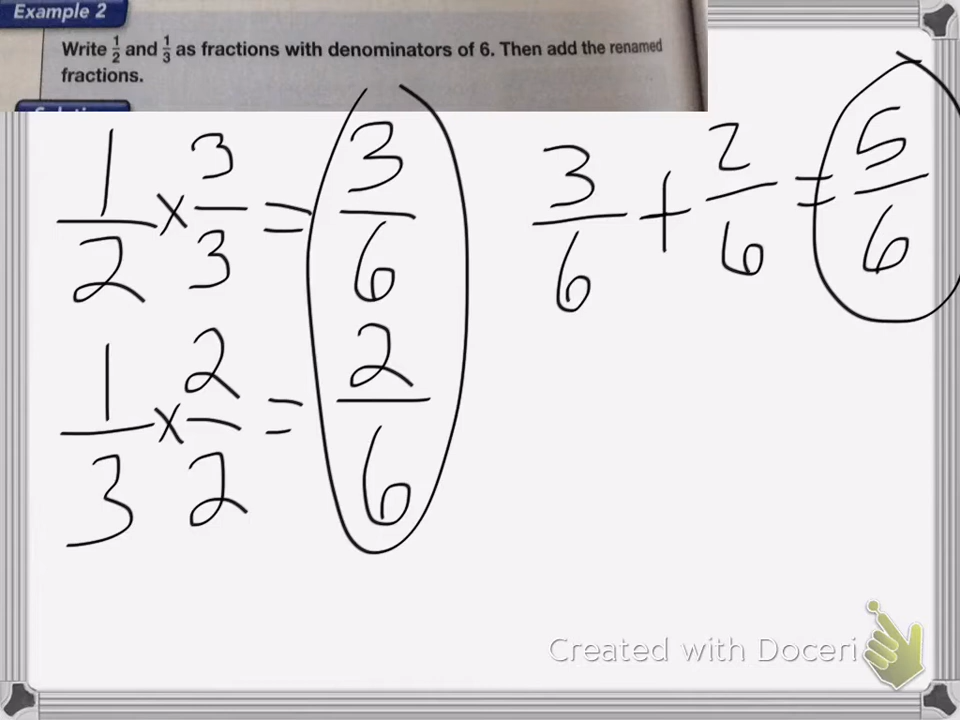 Example 2
Write 1/2 and 1/3 as fractions with denominators of 6. Then add the renamed
fractions.
1/2 × 3/3 = 3/6
1/3 × 2/2 = 2/6
3/6 + 2/6 = 5/6
Created with Doceri